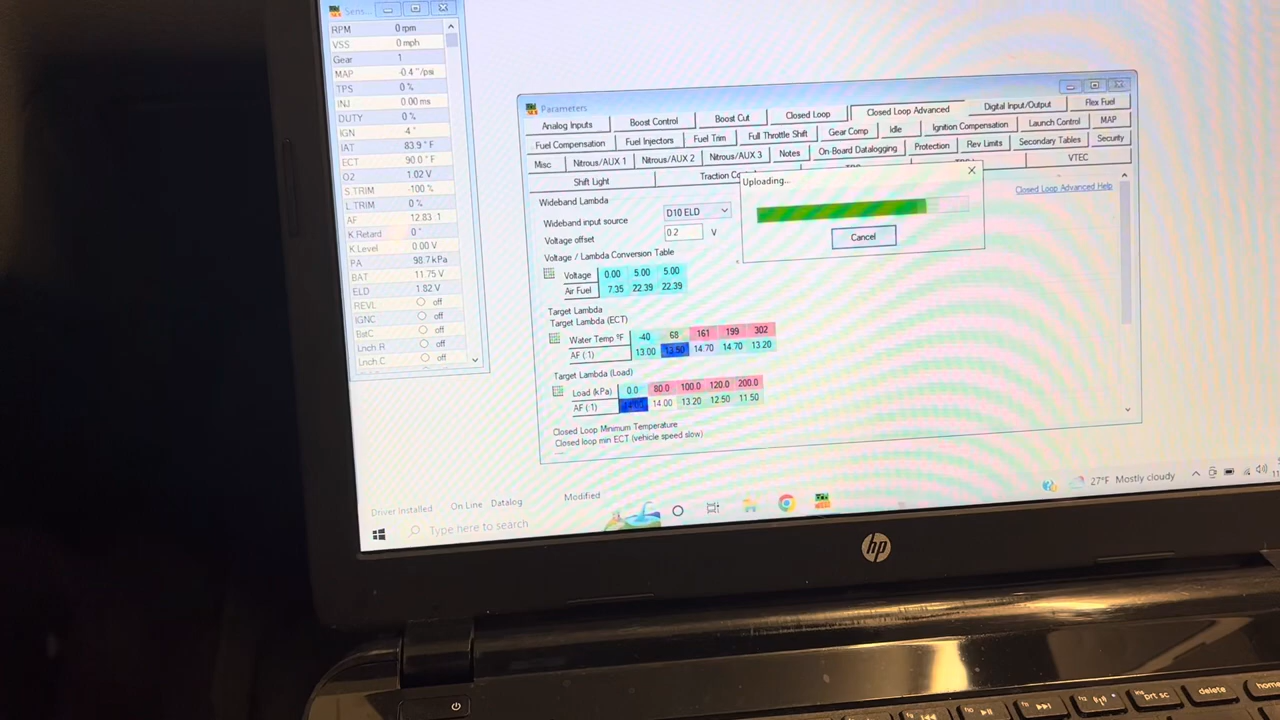 Sens...
RPM 0 rpm
VSS 0 mph
Gear 1
MAP -0.4 "/psi
TPS 0 %
INJ 0.00 ms
DUTY 0 %
IGN 4 °
IAT 83.9 ° F
ECT 90.0 ° F
O2 1.02 V
S.TRIM -100 %
L.TRIM 0 %
AF 12.83 :1
K.Retard 0 °
K.Level 0.00 V
PA 98.7 kPa
BAT 11.75 V
ELD 1.82 V
REVL off
IGNC off
BstC off
Lnch R. off
Lnch C. off
Parameters
Analog Inputs Boost Control Boost Cut Closed Loop Closed Loop Advanced Digital Input/Output Flex Fuel
Fuel Compensation Fuel Injectors Fuel Trim Full Throttle Shift Gear Comp Idle Ignition Compensation Launch Control MAP
Misc Nitrous/AUX 1 Nitrous/AUX 2 Nitrous/AUX 3 Notes On-Board Datalogging Protection Rev Limits Secondary Tables Security
Shift Light Traction Co VTEC
Uploading...
Cancel
Closed Loop Advanced Help
Wideband Lambda
Wideband input source D10 ELD
Voltage offset 0.2 V
Voltage / Lambda Conversion Table
Voltage 0.00 5.00 5.00
Air Fuel 7.35 22.39 22.39
Target Lambda
Target Lambda (ECT)
Water Temp °F -40 68 161 199 302
AF (:1) 13.00 13.50 14.70 14.70 13.20
Target Lambda (Load)
Load (kPa) 0.0 80.0 100.0 120.0 200.0
AF (:1) 14.00 14.00 13.20 12.50 11.50
Closed Loop Minimum Temperature
Closed loop min ECT (vehicle speed slow)
Driver Installed On Line Datalog Modified
Type here to search
27°F Mostly cloudy
hp
prt sc
delete
home